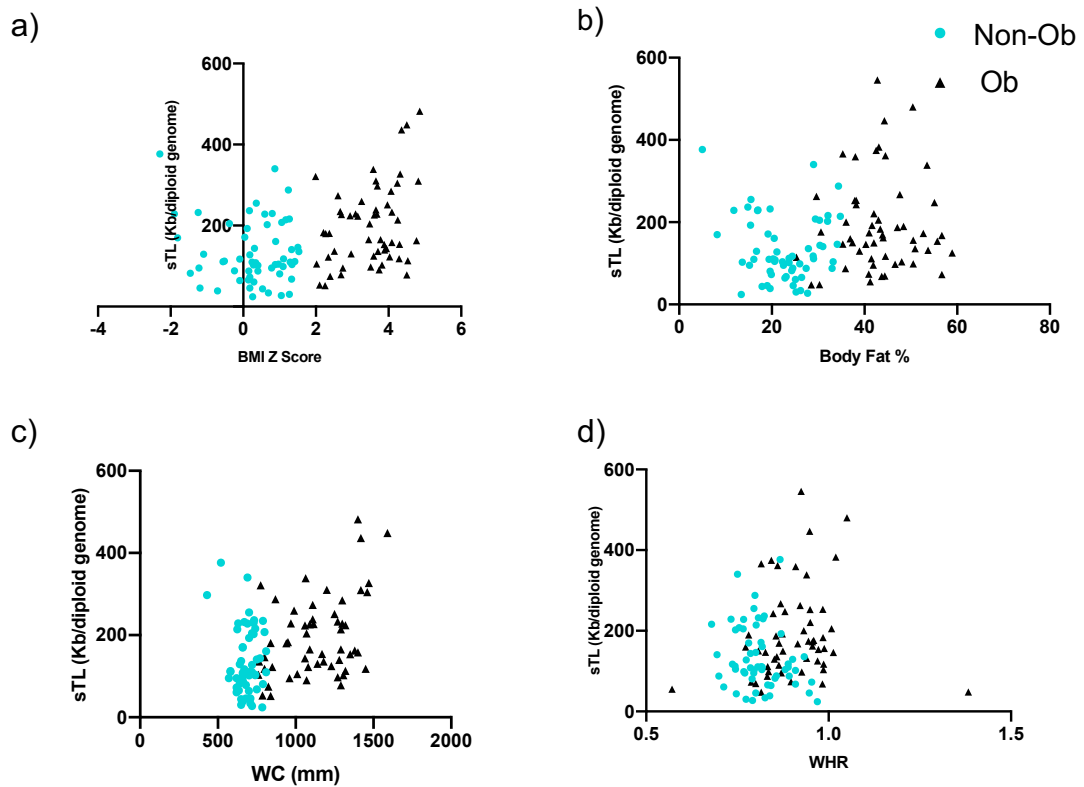 a)
600
400
200
sTL (Kb/diploid genome)
-4 -2 0 2 4 6
BMI Z Score
b)
Non-Ob
Ob
600
400
200
0
sTL (Kb/diploid genome)
0 20 40 60 80
Body Fat %
c)
600
400
200
0
sTL (Kb/diploid genome)
0 500 1000 1500 2000
WC (mm)
d)
600
400
200
0
sTL (Kb/diploid genome)
0.5 1.0 1.5
WHR